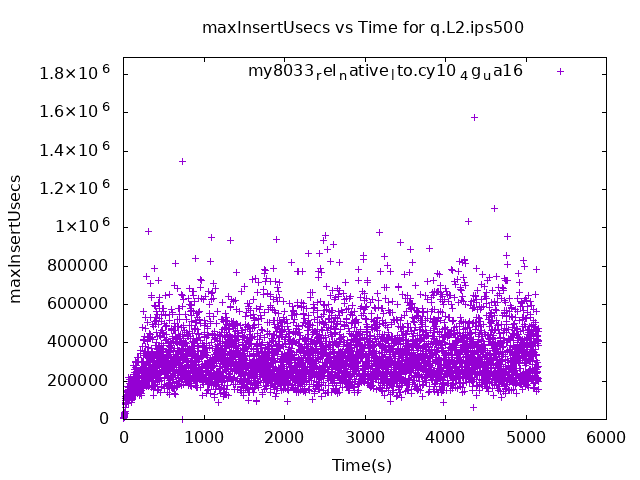 maxInsertUsecs vs Time for q.L2.ips500
my8033relnativelto.cy104gua16
maxInsertUsecs
1.8×10^6
1.6×10^6
1.4×10^6
1.2×10^6
1×10^6
800000
600000
400000
200000
0
0 1000 2000 3000 4000 5000 6000
Time(s)